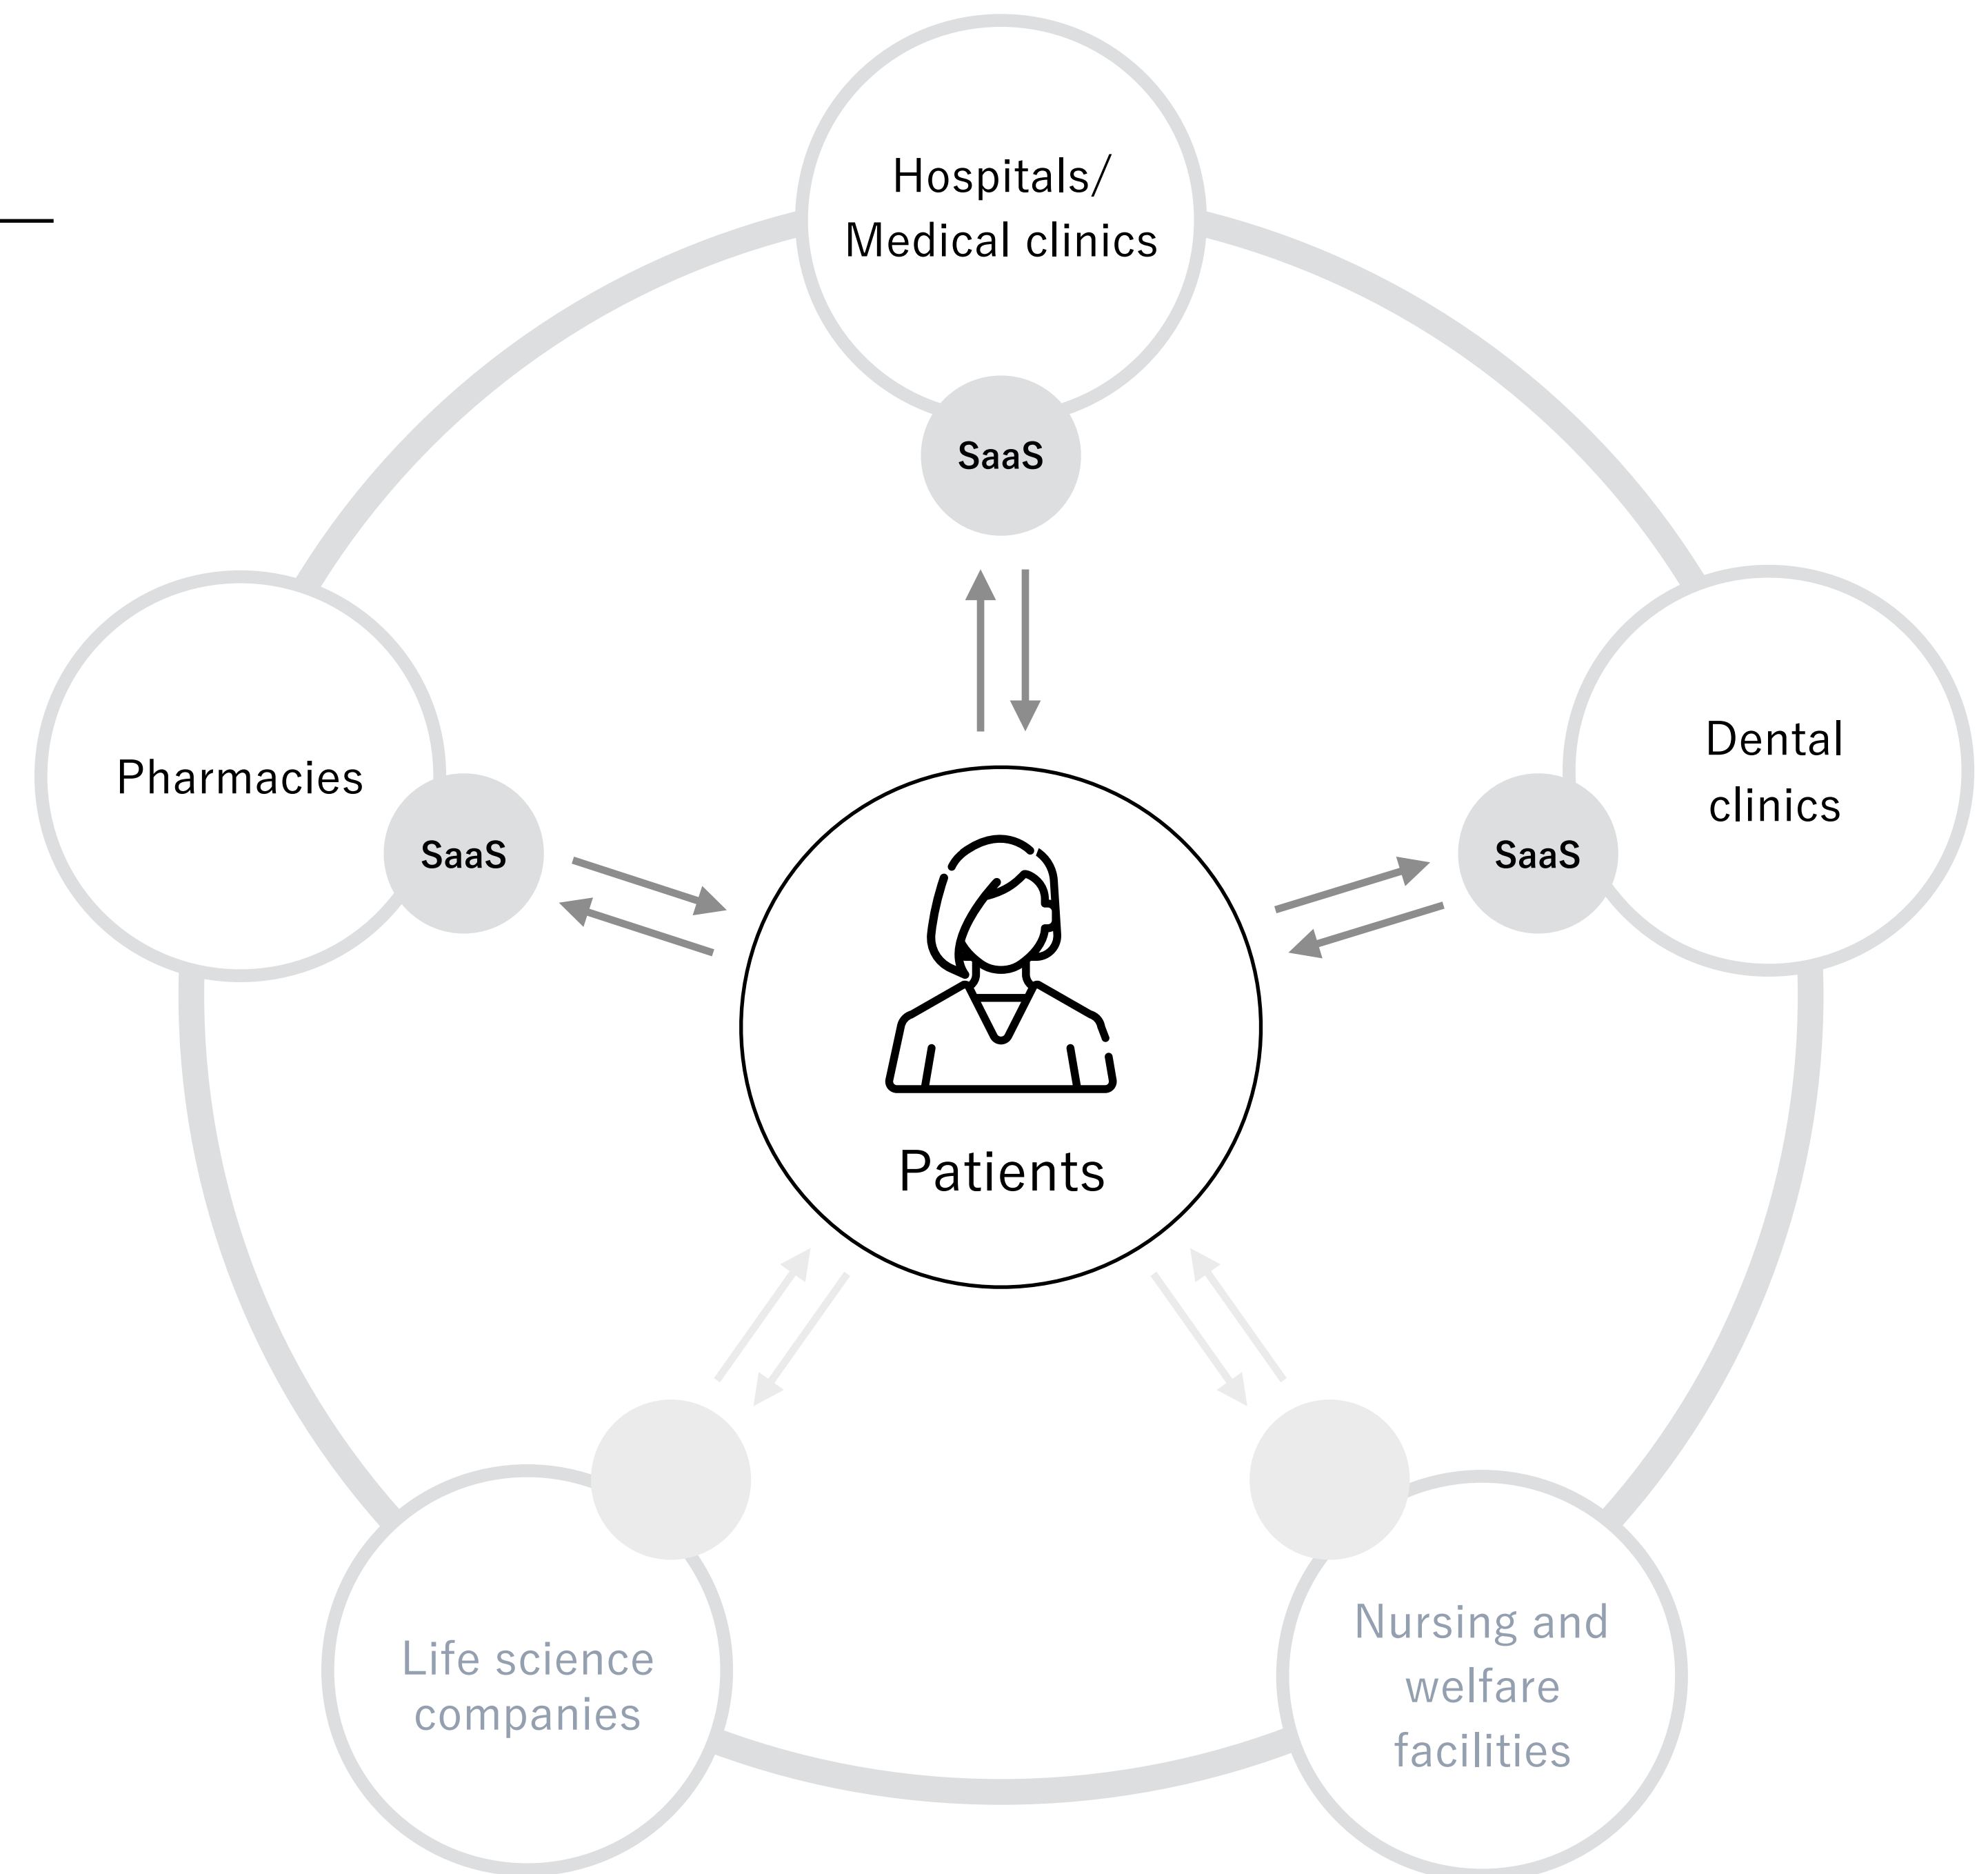 Hospitals/
Medical clinics
SaaS
Pharmacies
SaaS
Dental
clinics
SaaS
Patients
Life science
companies
Nursing and
welfare
facilities